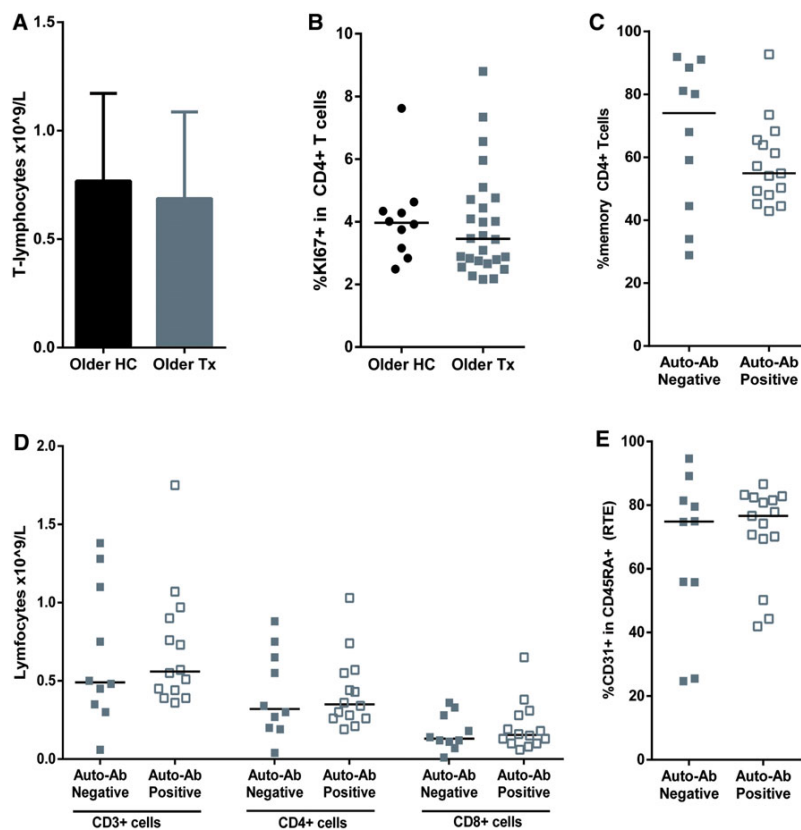 A
T-lymphocytes x10^9/L
1.5
1.0
0.5
0.0
Older HC Older Tx
B
%KI67+ in CD4+ T cells
10
8
6
4
2
0
Older HC Older Tx
C
%memory CD4+ Tcells
100
80
60
40
20
0
Auto-Ab Auto-Ab
Negative Positive
D
Lymfocytes x10^9/L
2.0
1.5
1.0
0.5
0.0
Auto-Ab Auto-Ab Auto-Ab Auto-Ab Auto-Ab Auto-Ab
Negative Positive Negative Positive Negative Positive
CD3+ cells CD4+ cells CD8+ cells
E
%CD31+ in CD45RA+ (RTE)
100
80
60
40
20
0
Auto-Ab Auto-Ab
Negative Positive